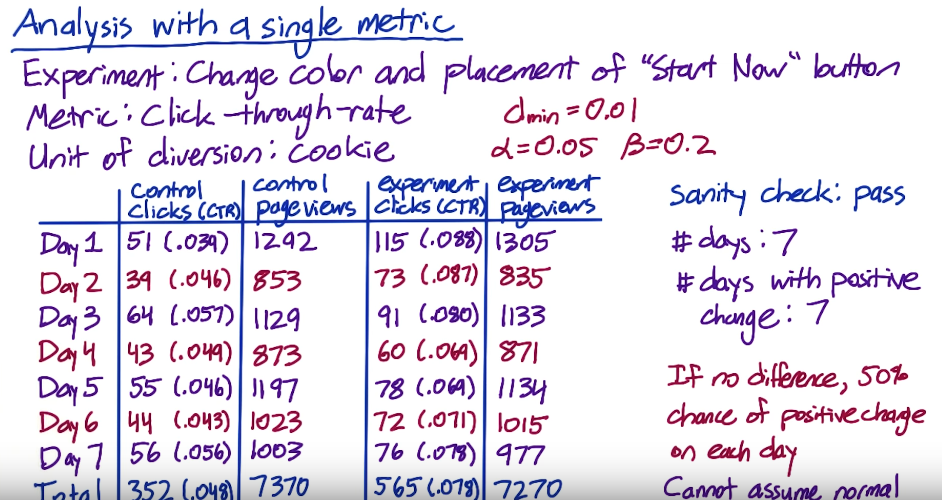 Analysis with a single metric
Experiment: Change color and placement of "Start Now" button
Metric: Click-through-rate
dmin = 0.01
Unit of diversion: cookie
α=0.05 β=0.2
control clicks (CTR) control pageviews experiment clicks (CTR) experiment pageviews
Day 1 51 (.039) 1292 115 (.088) 1305
Day 2 39 (.046) 853 73 (.087) 835
Day 3 64 (.057) 1129 91 (.080) 1133
Day 4 43 (.049) 873 60 (.069) 871
Day 5 55 (.046) 1197 78 (.069) 1134
Day 6 44 (.043) 1023 72 (.071) 1015
Day 7 56 (.056) 1003 76 (.078) 977
Total 352 (.048) 7370 565 (.078) 7270
Sanity check: pass
# days: 7
# days with positive
change: 7
If no difference, 50%
chance of positive change
on each day
Cannot assume normal